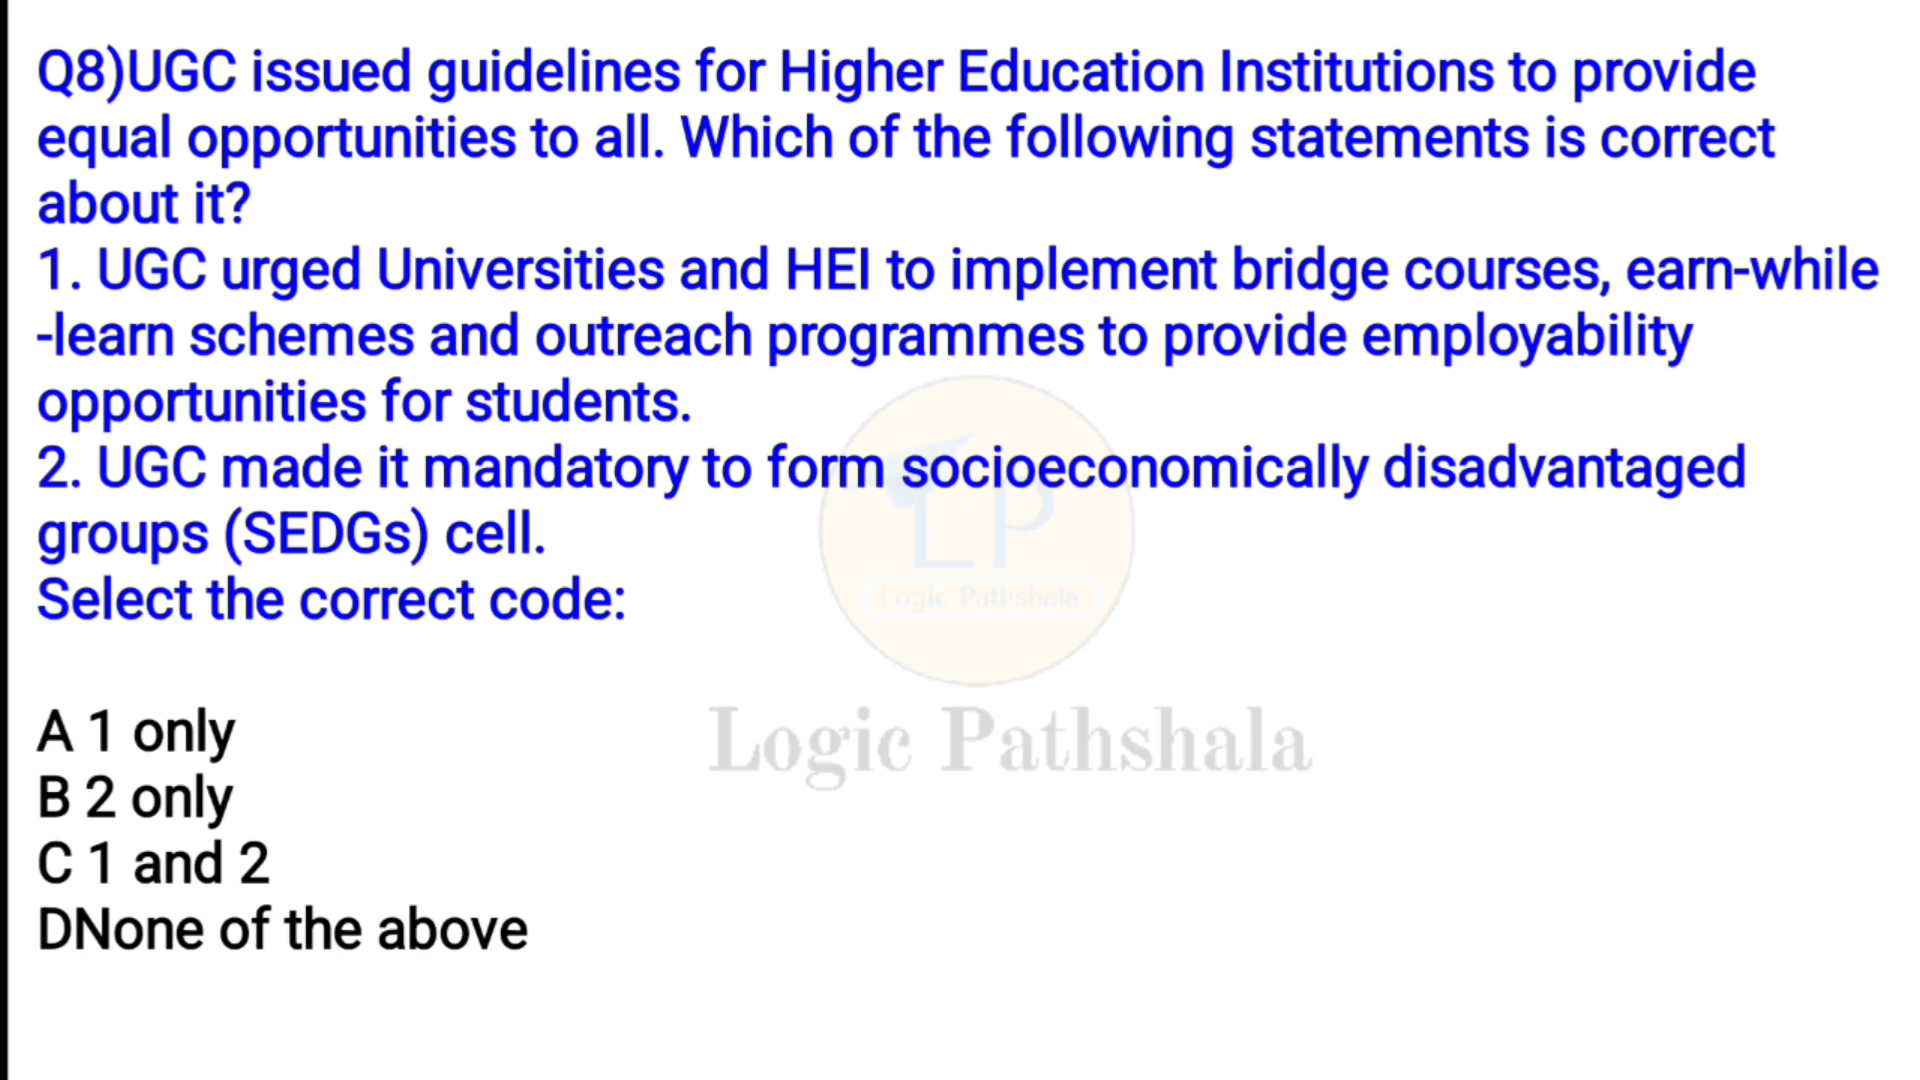 Q8)UGC issued guidelines for Higher Education Institutions to provide
equal opportunities to all. Which of the following statements is correct
about it?
1. UGC urged Universities and HEI to implement bridge courses, earn-while
-learn schemes and outreach programmes to provide employability
opportunities for students.
2. UGC made it mandatory to form socioeconomically disadvantaged
groups (SEDGs) cell.
Select the correct code:
LP
Logic Pathshala
Logic Pathshala
A 1 only
B 2 only
C 1 and 2
DNone of the above